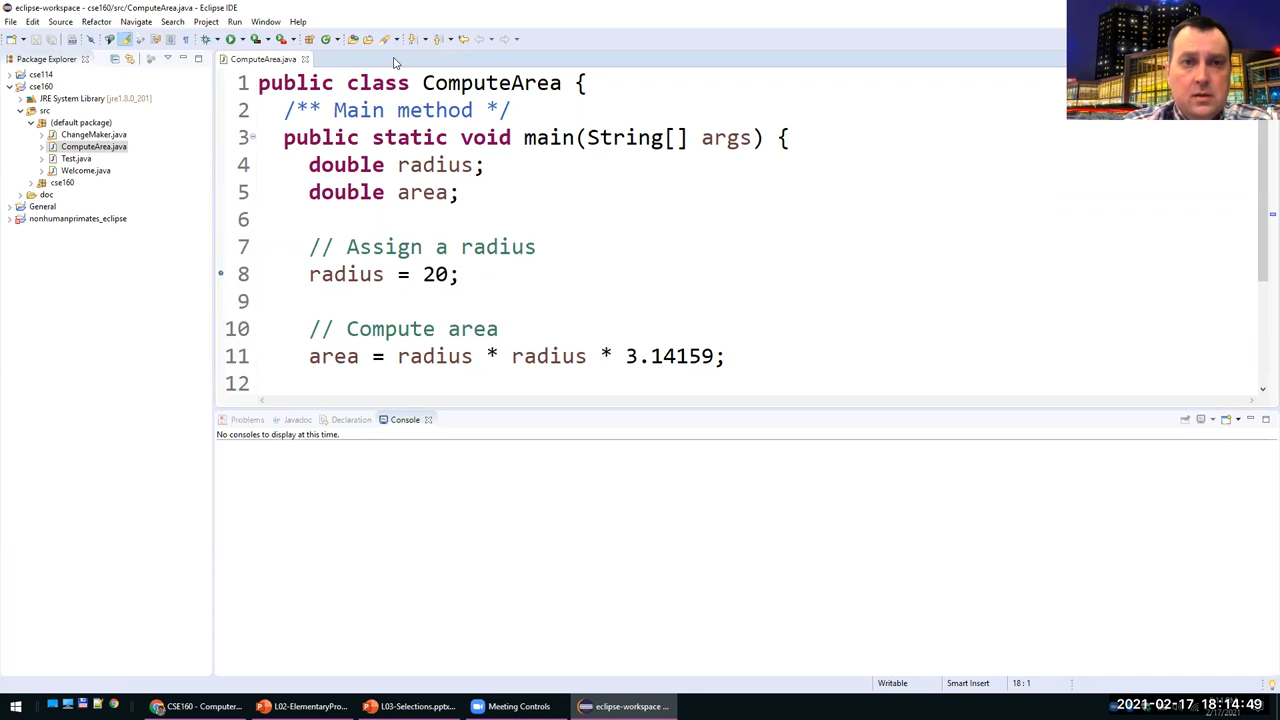 eclipse-workspace - cse160/src/ComputeArea.java - Eclipse IDE
File Edit Source Refactor Navigate Search Project Run Window Help
Package Explorer
ComputeArea.java
cse114
cse160
JRE System Library [jre1.8.0_201]
src
(default package)
ChangeMaker.java
ComputeArea.java
Test.java
Welcome.java
cse160
doc
General
nonhumanprimates_eclipse
1 public class ComputeArea {
2 /** Main method */
3 public static void main(String[] args) {
4 double radius;
5 double area;
6
7 // Assign a radius
8 radius = 20;
9
10 // Compute area
11 area = radius * radius * 3.14159;
12
Problems Javadoc Declaration Console
No consoles to display at this time.
Writable Smart Insert 18 : 1
CSE160 - Computer... L02-ElementaryPro... L03-Selections.pptx... Meeting Controls eclipse-workspace ...
2021-02-17 18:14:49
2/17/2021